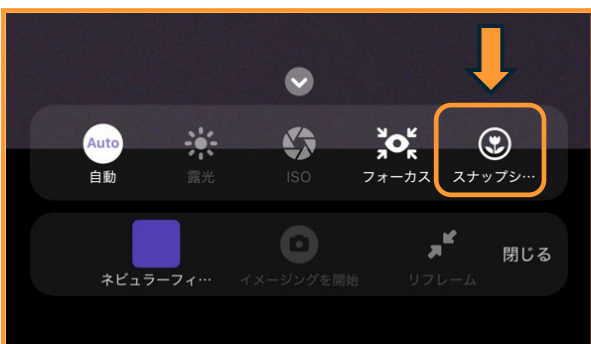 Auto
自動
露光
ISO
フォーカス
スナップシ…
ネビュラーフィ…
イメージングを開始
リフレーム
閉じる